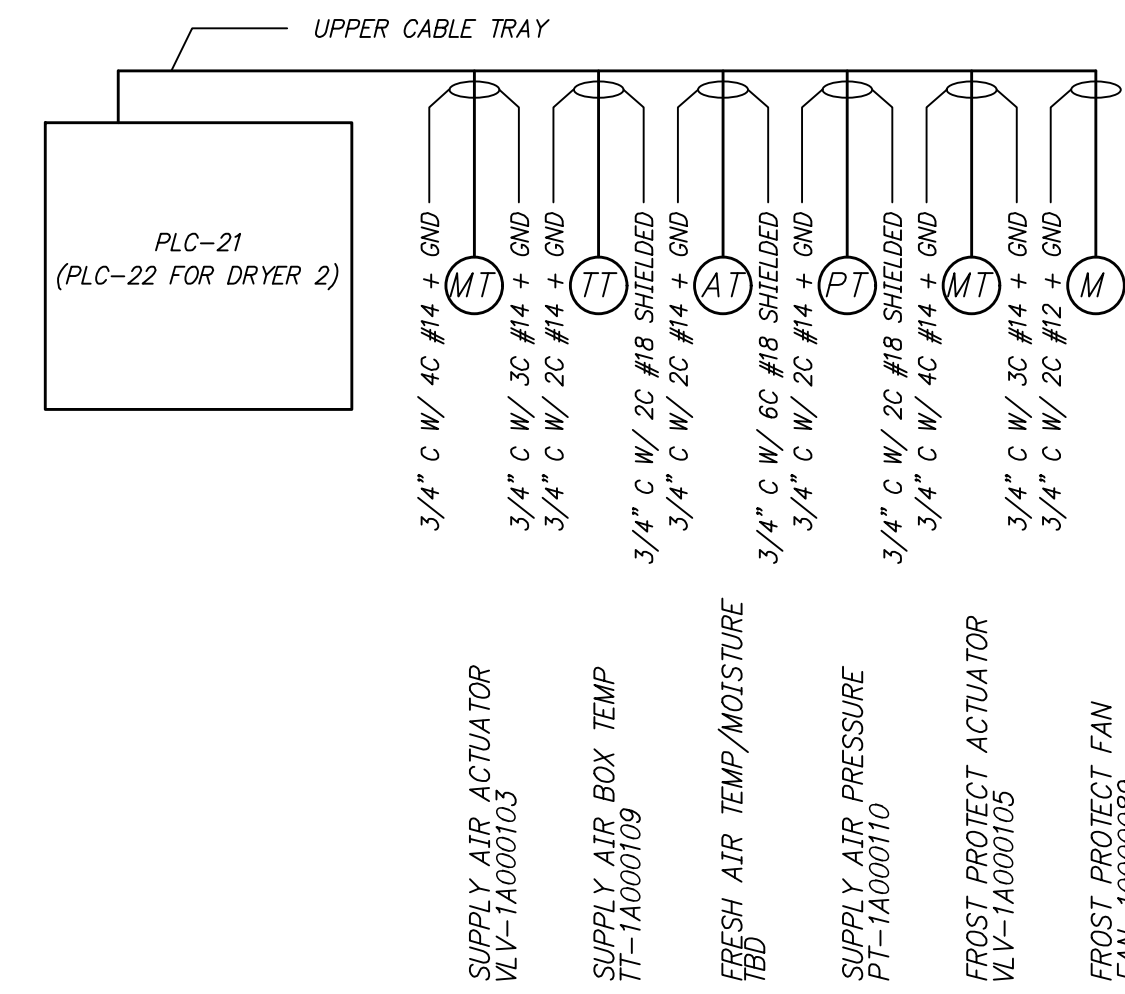 UPPER CABLE TRAY
PLC-21
(PLC-22 FOR DRYER 2)
MT
TT
AT
PT
MT
M
3/4" C W/ 4C #14 + GND
3/4" C W/ 3C #14 + GND
3/4" C W/ 2C #14 + GND
3/4" C W/ 2C #18 SHIELDED
3/4" C W/ 2C #14 + GND
3/4" C W/ 6C #18 SHIELDED
3/4" C W/ 2C #14 + GND
3/4" C W/ 2C #18 SHIELDED
3/4" C W/ 4C #14 + GND
3/4" C W/ 3C #14 + GND
3/4" C W/ 2C #12 + GND
SUPPLY AIR ACTUATOR
VLV-1A000103
SUPPLY AIR BOX TEMP
TT-1A000109
FRESH AIR TEMP/MOISTURE
TBD
SUPPLY AIR PRESSURE
PT-1A000110
FROST PROTECT ACTUATOR
VLV-1A000105
FROST PROTECT FAN